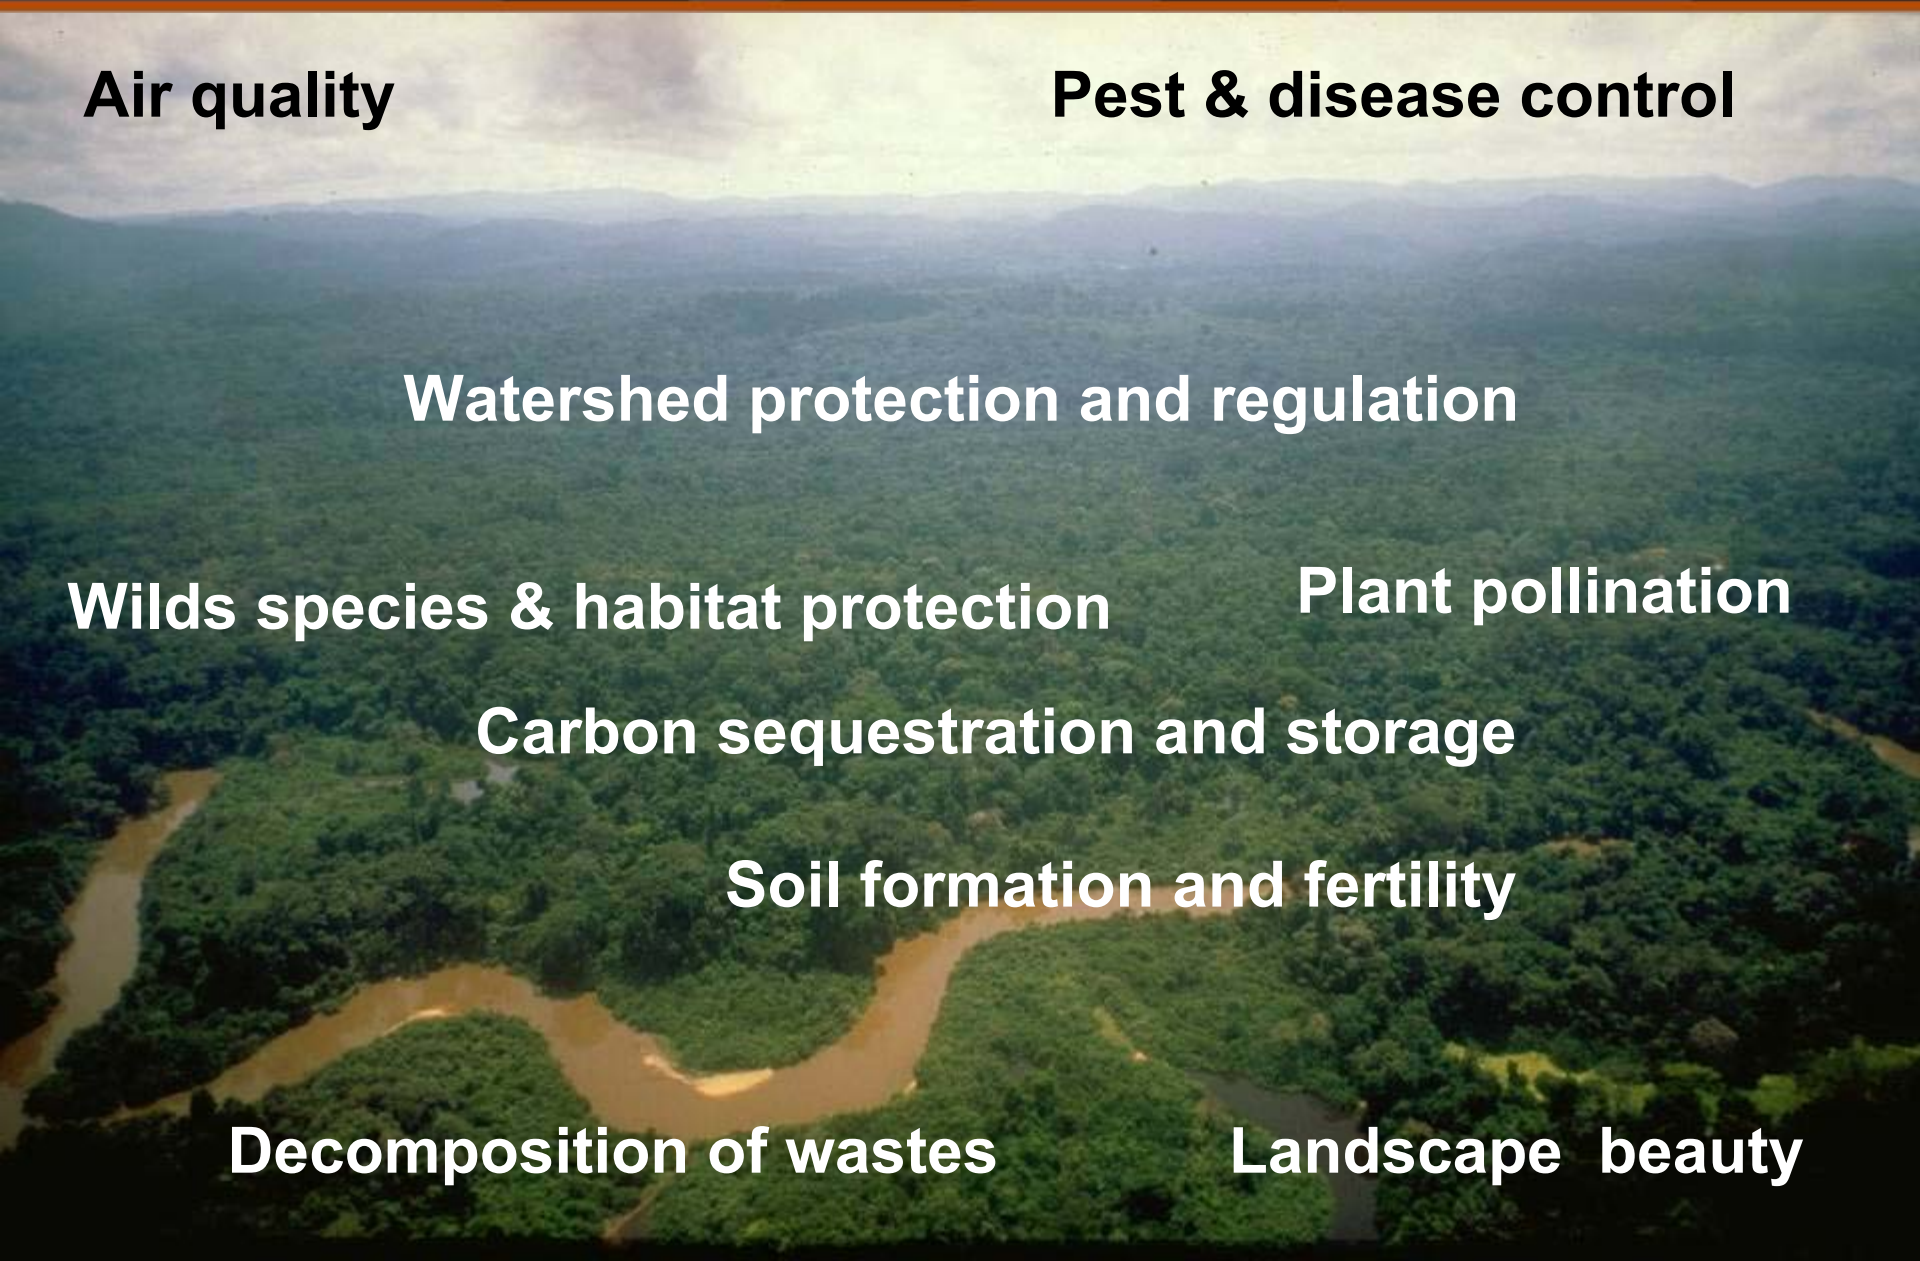 Air quality
Pest & disease control
Watershed protection and regulation
Wilds species & habitat protection
Plant pollination
Carbon sequestration and storage
Soil formation and fertility
Decomposition of wastes
Landscape  beauty